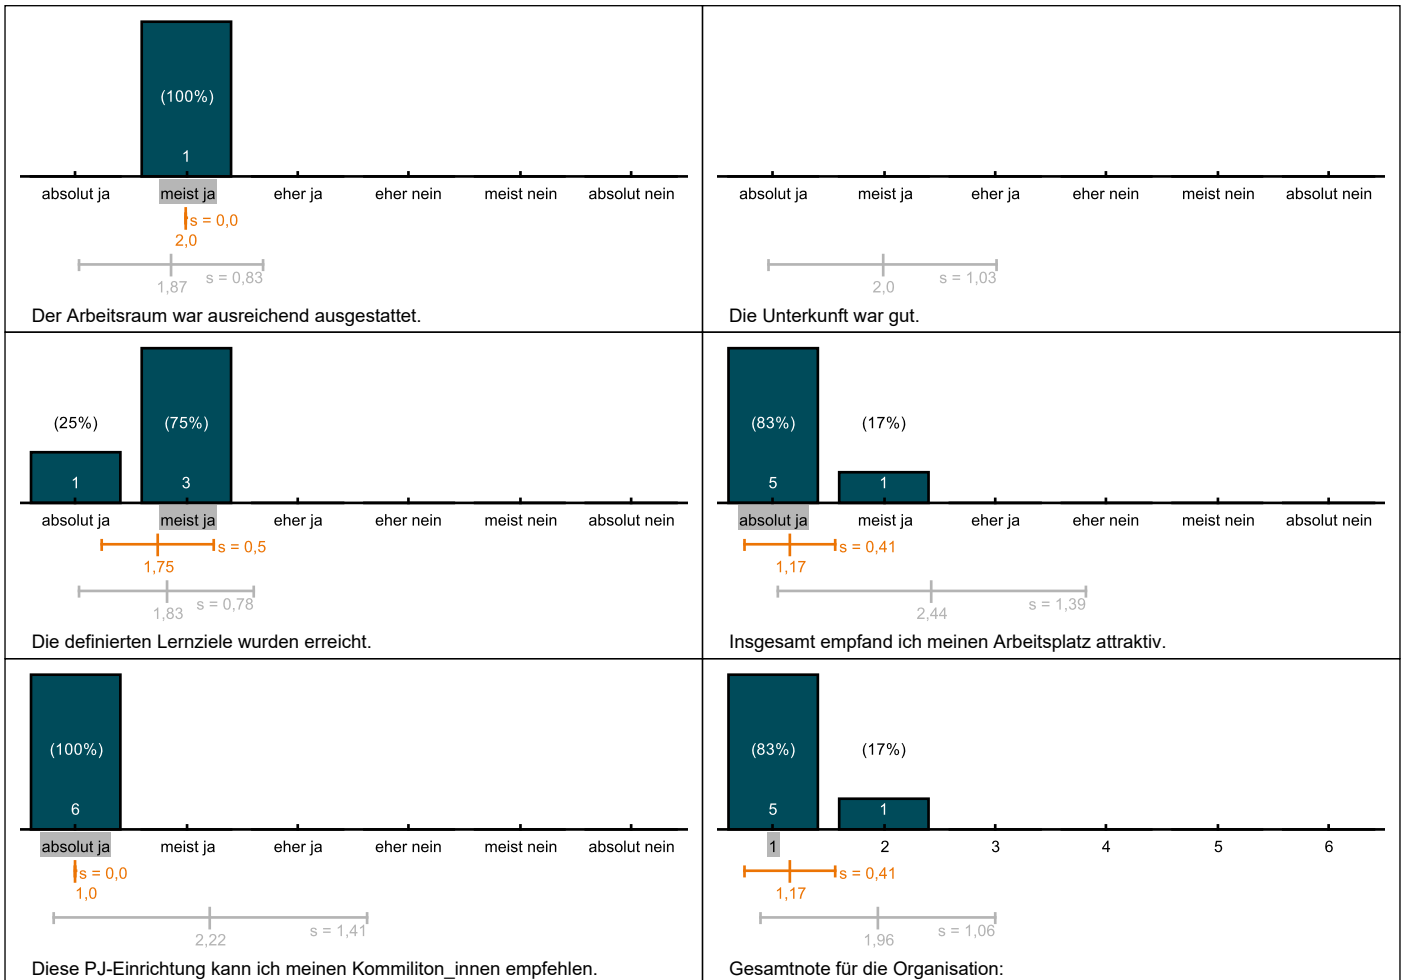 (100%)
1
absolut ja meist ja eher ja eher nein meist nein absolut nein
s = 0,0
2,0
s = 0,83
1,87
Der Arbeitsraum war ausreichend ausgestattet.
absolut ja meist ja eher ja eher nein meist nein absolut nein
s = 1,03
2,0
Die Unterkunft war gut.
(25%) (75%)
1 3
absolut ja meist ja eher ja eher nein meist nein absolut nein
s = 0,5
1,75
s = 0,78
1,83
Die definierten Lernziele wurden erreicht.
(83%) (17%)
5 1
absolut ja meist ja eher ja eher nein meist nein absolut nein
s = 0,41
1,17
s = 1,39
2,44
Insgesamt empfand ich meinen Arbeitsplatz attraktiv.
(100%)
6
absolut ja meist ja eher ja eher nein meist nein absolut nein
s = 0,0
1,0
s = 1,41
2,22
Diese PJ-Einrichtung kann ich meinen Kommiliton_innen empfehlen.
(83%) (17%)
5 1
1 2 3 4 5 6
s = 0,41
1,17
s = 1,06
1,96
Gesamtnote für die Organisation: